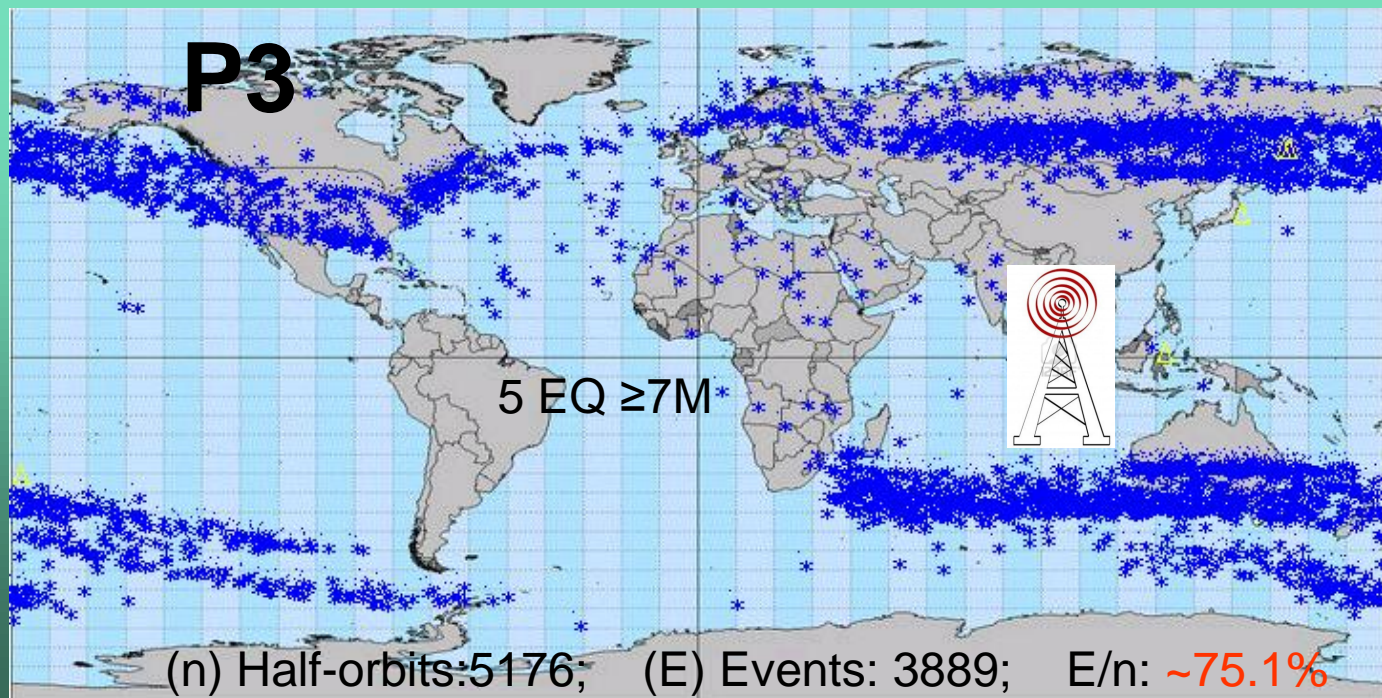 P3
5 EQ ≥7M
(n) Half-orbits:5176; (E) Events: 3889; E/n: ~75.1%